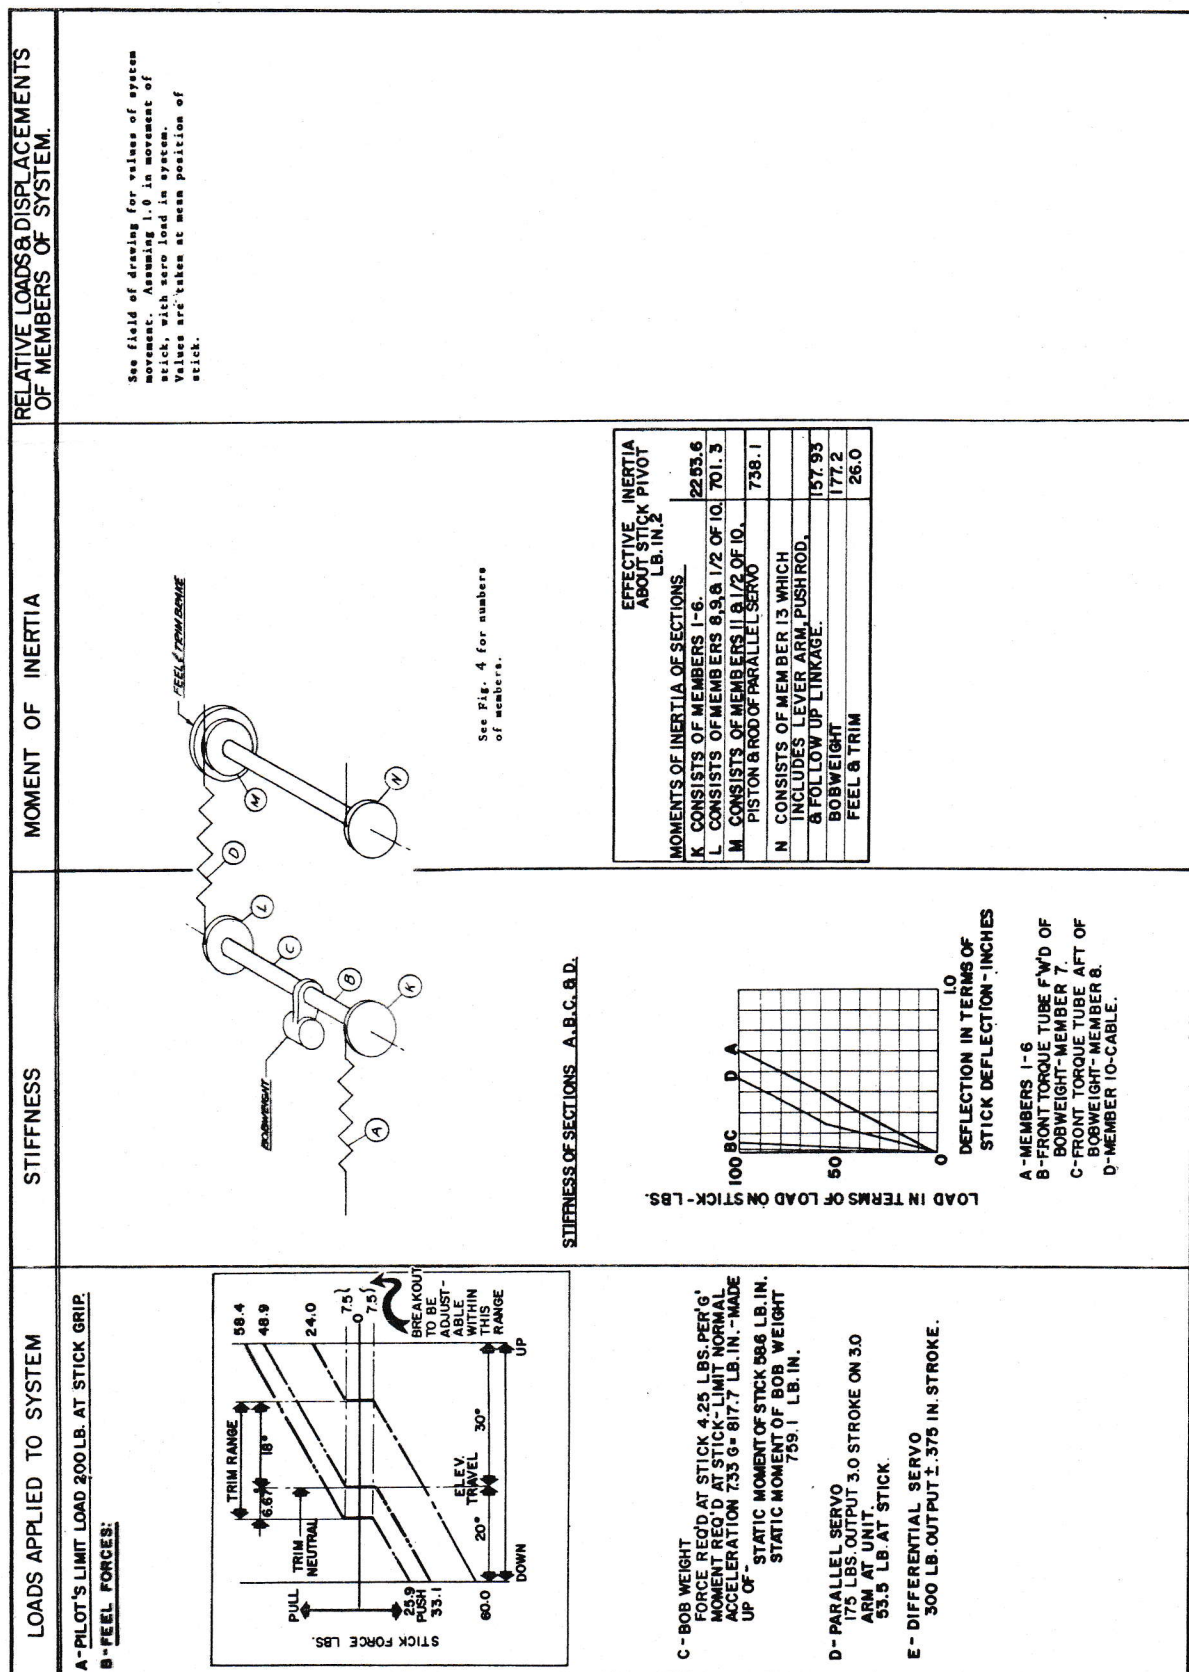 LOADS APPLIED TO SYSTEM
A-PILOT'S LIMIT LOAD 200 LB. AT STICK GRIP.
B-FEEL FORCES:
STICK FORCE LBS.
PULL
PUSH
25.9
33.1
60.0
TRIM RANGE
6.67°
18°
TRIM
NEUTRAL
ELEV.
TRAVEL
20°
30°
DOWN
UP
58.4
48.9
24.0
7.5
0
7.5
BREAKOUT
TO BE
ADJUST-
ABLE
WITHIN
THIS
RANGE
C-BOB WEIGHT
FORCE REQ'D AT STICK 4.25 LBS. PER'G'
MOMENT REQ'D AT STICK-LIMIT NORMAL
ACCELERATION 7.33 G= 817.7 LB. IN.-MADE
UP OF-
STATIC MOMENT OF STICK 58.6 LB. IN.
STATIC MOMENT OF BOB WEIGHT
759.1 LB. IN.
D-PARALLEL SERVO
175 LBS. OUTPUT 3.0 STROKE ON 3.0
ARM AT UNIT.
53.5 LB. AT STICK.
E-DIFFERENTIAL SERVO
300 LB. OUTPUT ±.375 IN. STROKE.
STIFFNESS
BOBWEIGHT
A
B
C
D
K
L
STIFFNESS OF SECTIONS A, B, C, & D.
LOAD IN TERMS OF LOAD ON STICK-LBS.
100
50
0
B C
D
A
1.0
DEFLECTION IN TERMS OF
STICK DEFLECTION-INCHES
A-MEMBERS 1-6
B-FRONT TORQUE TUBE F'W'D OF
BOBWEIGHT-MEMBER 7.
C-FRONT TORQUE TUBE AFT OF
BOBWEIGHT-MEMBER 8.
D-MEMBER 10-CABLE.
MOMENT OF INERTIA
FEEL & TRIM BRAKE
M
N
See Fig. 4 for numbers
of members.
EFFECTIVE INERTIA
ABOUT STICK PIVOT
LB. IN.2
MOMENTS OF INERTIA OF SECTIONS
K CONSISTS OF MEMBERS 1-6. 2253.6
L CONSISTS OF MEMBERS 8,9,& 1/2 OF 10. 701.3
M CONSISTS OF MEMBERS 11 & 1/2 OF 10,
PISTON & ROD OF PARALLEL SERVO 738.1
N CONSISTS OF MEMBER 13 WHICH
INCLUDES LEVER ARM, PUSH ROD,
& FOLLOW UP LINKAGE. 157.93
BOBWEIGHT 177.2
FEEL & TRIM 26.0
RELATIVE LOADS & DISPLACEMENTS
OF MEMBERS OF SYSTEM.
See field of drawing for values of system
movement. Assuming 1.0 in movement of
stick, with zero load in system.
Values are taken at mean position of
stick.